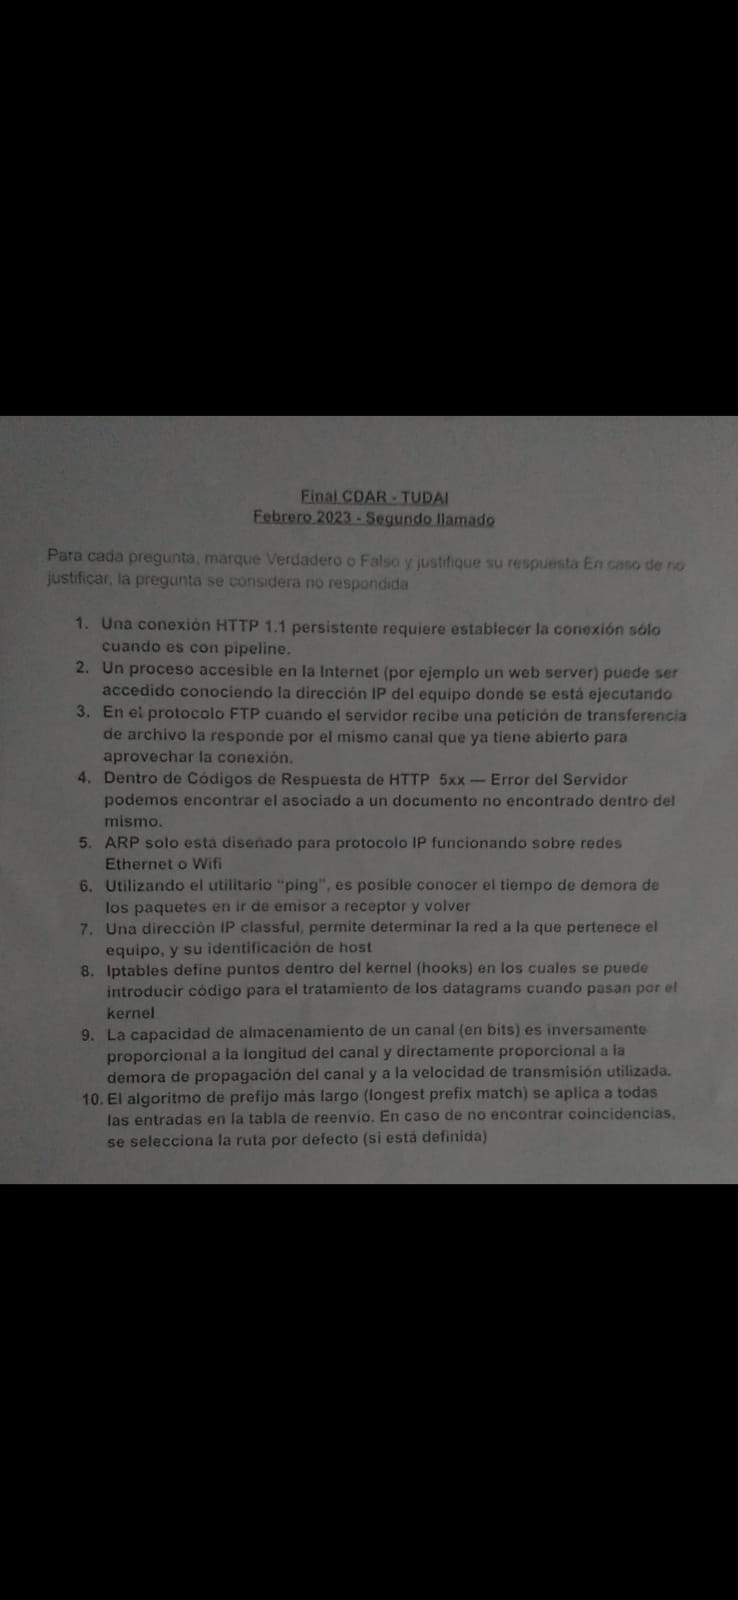 Final CDAR - TUDAI
Febrero 2023 - Segundo llamado
Para cada pregunta, marque Verdadero o Falso y justifique su respuesta En caso de no
justificar, la pregunta se considera no respondida
1. Una conexión HTTP 1.1 persistente requiere establecer la conexión sólo
cuando es con pipeline.
2. Un proceso accesible en la Internet (por ejemplo un web server) puede ser
accedido conociendo la dirección IP del equipo donde se está ejecutando
3. En el protocolo FTP cuando el servidor recibe una petición de transferencia
de archivo la responde por el mismo canal que ya tiene abierto para
aprovechar la conexión.
4. Dentro de Códigos de Respuesta de HTTP 5xx — Error del Servidor
podemos encontrar el asociado a un documento no encontrado dentro del
mismo.
5. ARP solo está diseñado para protocolo IP funcionando sobre redes
Ethernet o Wifi
6. Utilizando el utilitario "ping", es posible conocer el tiempo de demora de
los paquetes en ir de emisor a receptor y volver
7. Una dirección IP classful, permite determinar la red a la que pertenece el
equipo, y su identificación de host
8. Iptables define puntos dentro del kernel (hooks) en los cuales se puede
introducir código para el tratamiento de los datagrams cuando pasan por el
kernel
9. La capacidad de almacenamiento de un canal (en bits) es inversamente
proporcional a la longitud del canal y directamente proporcional a la
demora de propagación del canal y a la velocidad de transmisión utilizada.
10. El algoritmo de prefijo más largo (longest prefix match) se aplica a todas
las entradas en la tabla de reenvío. En caso de no encontrar coincidencias,
se selecciona la ruta por defecto (si está definida)